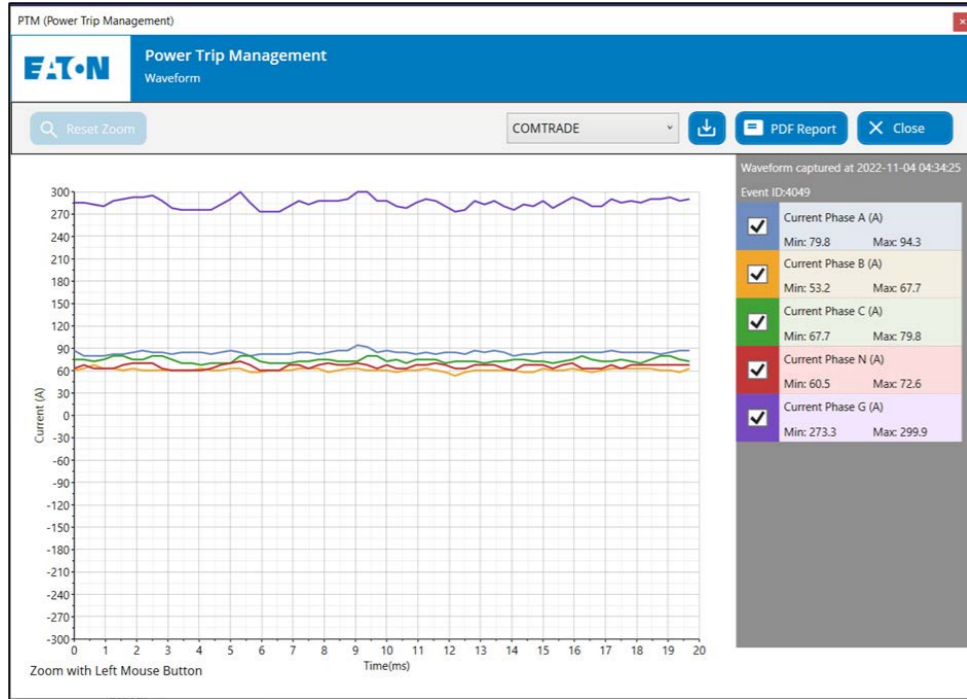 PTM (Power Trip Management)
EATON
Power Trip Management
Waveform
Reset Zoom
COMTRADE
PDF Report
Close
Waveform captured at 2022-11-04 04:34:25
Event ID:4049
Current Phase A (A)
Min: 79.8 Max: 94.3
Current Phase B (A)
Min: 53.2 Max: 67.7
Current Phase C (A)
Min: 67.7 Max: 79.8
Current Phase N (A)
Min: 60.5 Max: 72.6
Current Phase G (A)
Min: 273.3 Max: 299.9
Current (A)
300
270
240
210
180
150
120
90
60
30
0
-30
-60
-90
-120
-150
-180
-210
-240
-270
-300
0 1 2 3 4 5 6 7 8 9 10 11 12 13 14 15 16 17 18 19 20
Time(ms)
Zoom with Left Mouse Button